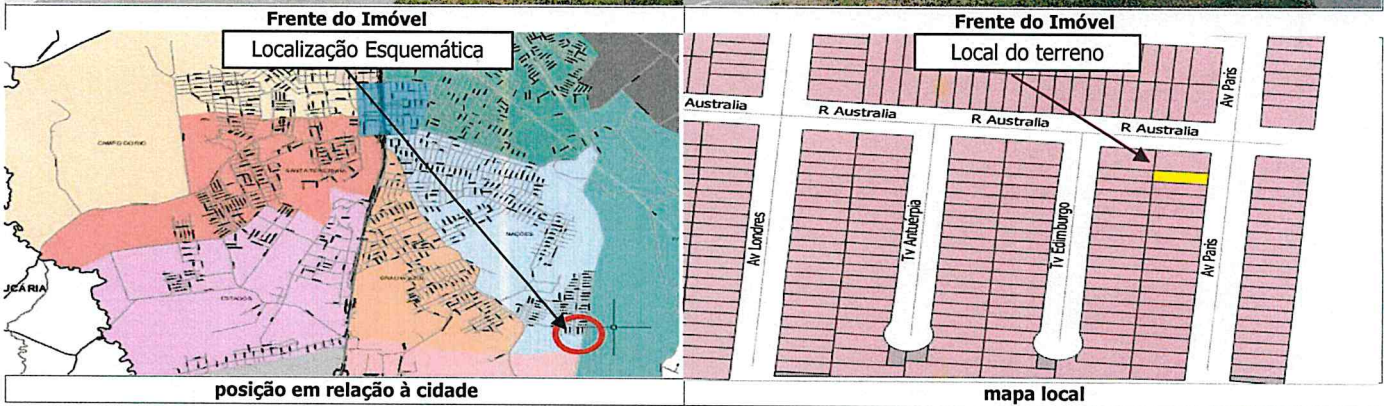 Frente do Imóvel
Frente do Imóvel
Localização Esquemática
CAMPO DO RIO
SANTA TEREZINHA
NAÇÕES
ESTADOS
UCÁRIA
posição em relação à cidade
Local do terreno
Av Paris
Australia
R Australia
R Australia
R Australia
Av Londres
Tv Antuérpia
Tv Edimburgo
Av Paris
mapa local